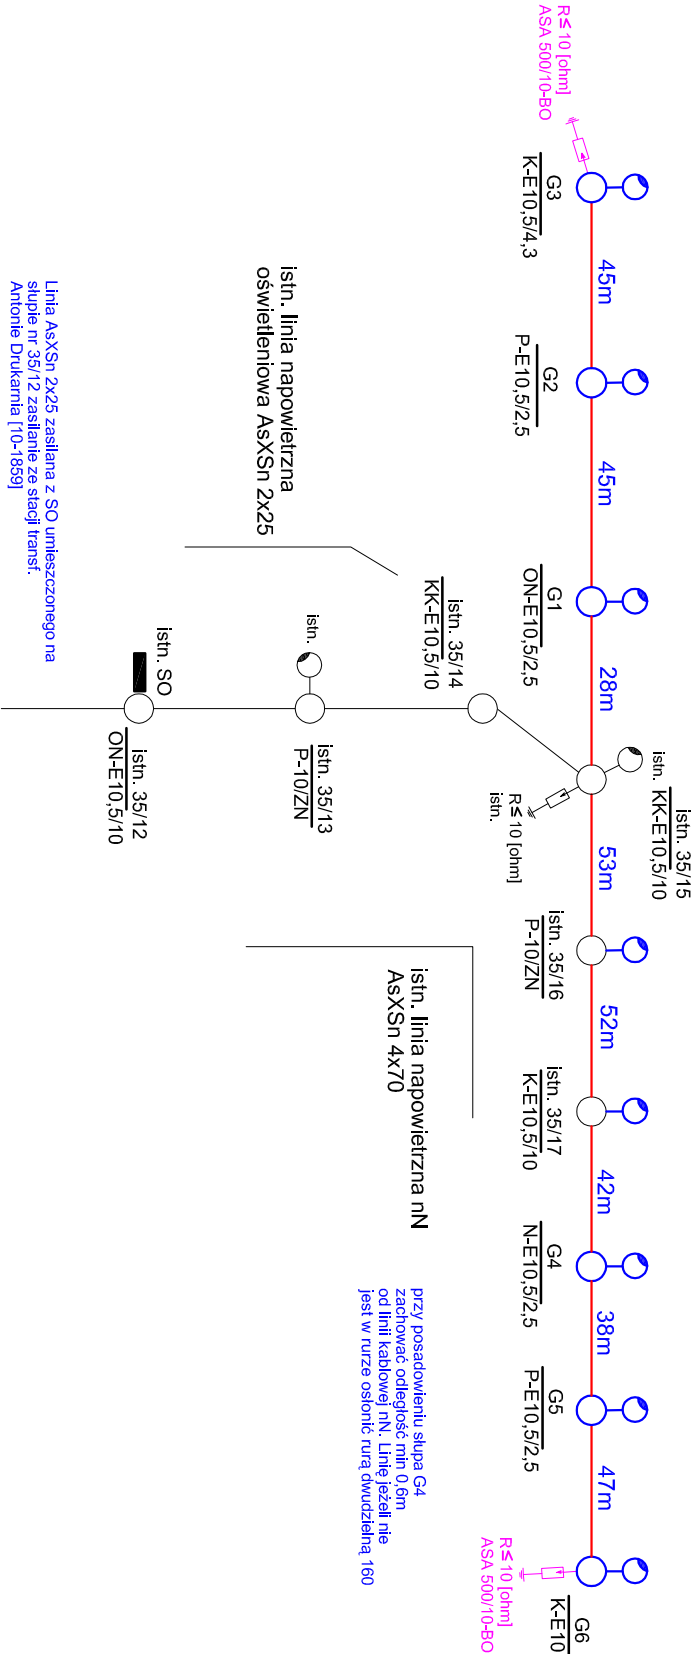 R≤10 [ohm]
ASA 500/10-BO
G3
K-E10,5/4,3
45m
G2
P-E10,5/2,5
45m
G1
ON-E10,5/2,5
28m
istn. 35/15
KK-E10,5/10
istn.
R≤10 [ohm]
istn.
53m
istn. 35/16
P-10/ZN
52m
istn. 35/17
K-E10,5/10
42m
G4
N-E10,5/2,5
38m
G5
P-E10,5/2,5
47m
G6
K-E10
R≤10 [ohm]
ASA 500/10-BO
istn. linia napowietrzna
oświetleniowa AsXSn 2x25
istn. 35/14
KK-E10,5/10
istn.
istn. 35/13
P-10/ZN
istn. SO
istn. 35/12
ON-E10,5/10
istn. linia napowietrzna nN
AsXSn 4x70
przy posadowieniu słupa G4
zachować odległość min 0,6m
od linii kablowej nN. Linię jeżeli nie
jest w rurze osłonić rurą dwudzielną 160
Linia AsXSn 2x25 zasilana z SO umieszczonego na
słupie nr 35/12 zasilanie ze stacji transf.
Antonie Drukarnia [10-1859]